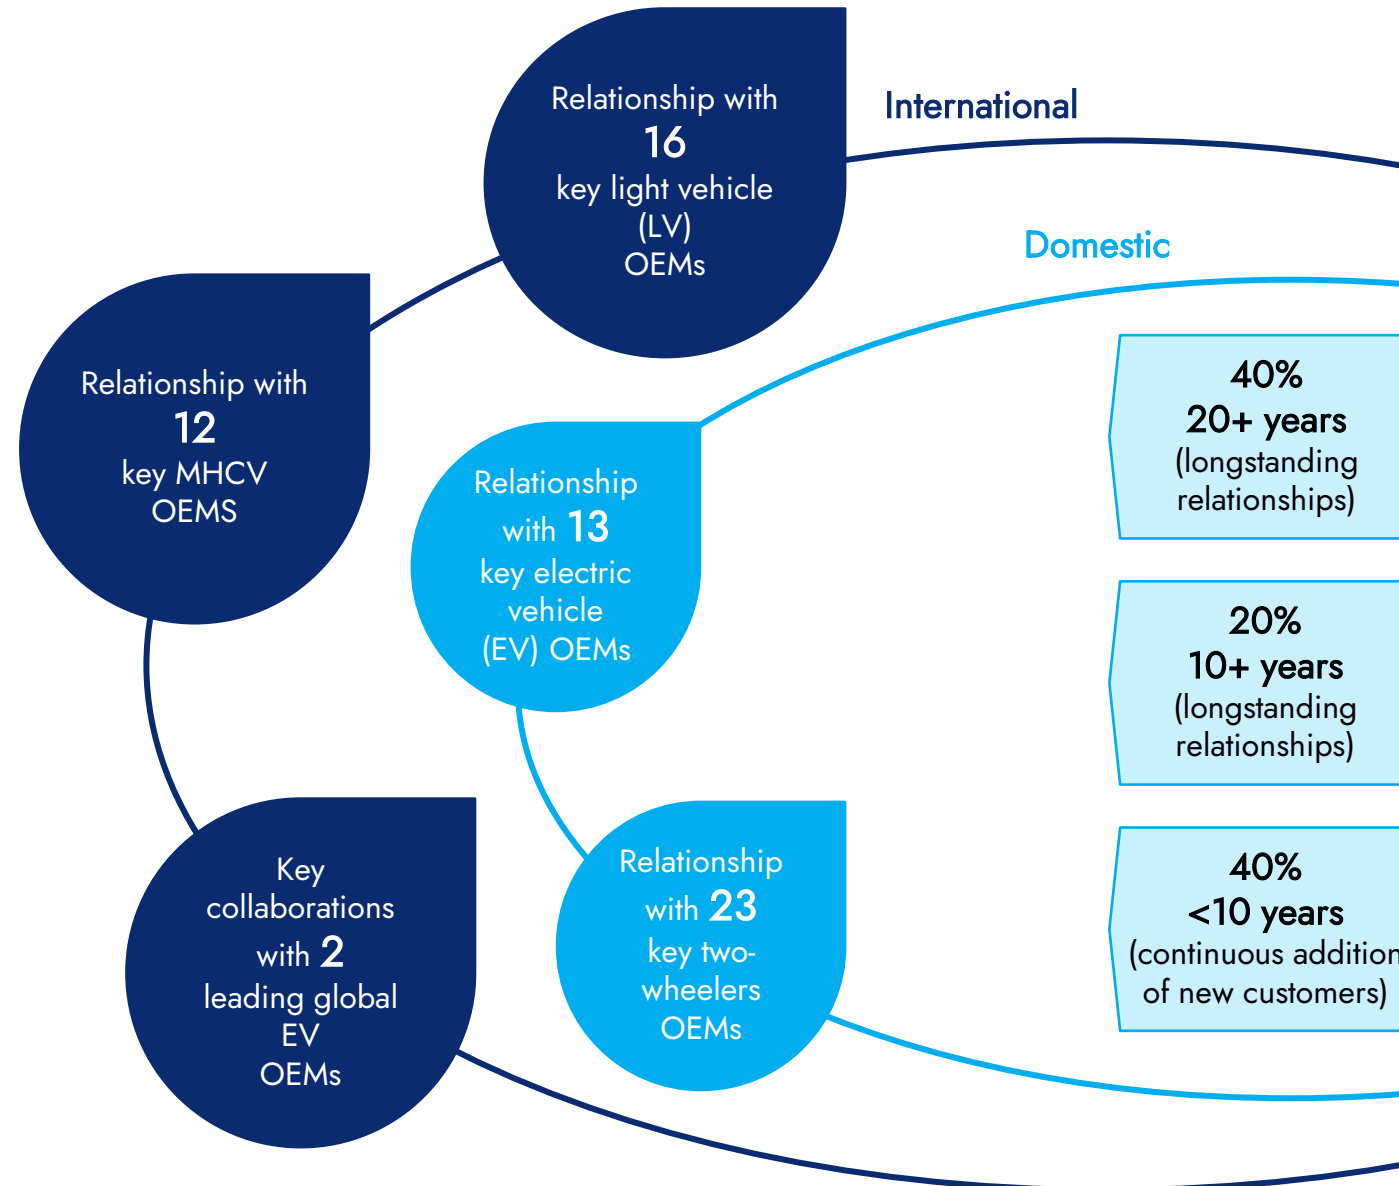 International
Relationship with
16
key light vehicle
(LV)
OEMs
Domestic
Relationship with
12
key MHCV
OEMS
Relationship
with 13
key electric
vehicle
(EV) OEMs
Key
collaborations
with 2
leading global
EV
OEMs
Relationship
with 23
key two-
wheelers
OEMs
40%
20+ years
(longstanding
relationships)
20%
10+ years
(longstanding
relationships)
40%
<10 years
(continuous addition
of new customers)